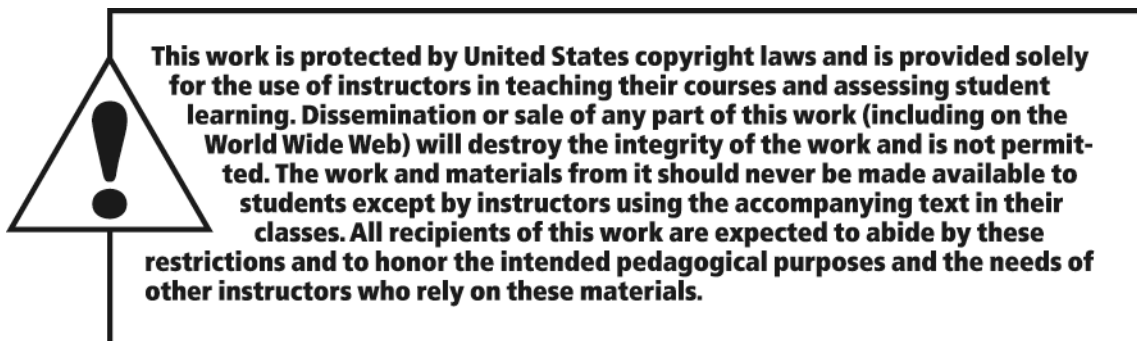 This work is protected by United States copyright laws and is provided solely
for the use of instructors in teaching their courses and assessing student
learning. Dissemination or sale of any part of this work (including on the
World Wide Web) will destroy the integrity of the work and is not permit-
ted. The work and materials from it should never be made available to
students except by instructors using the accompanying text in their
classes. All recipients of this work are expected to abide by these
restrictions and to honor the intended pedagogical purposes and the needs of
other instructors who rely on these materials.